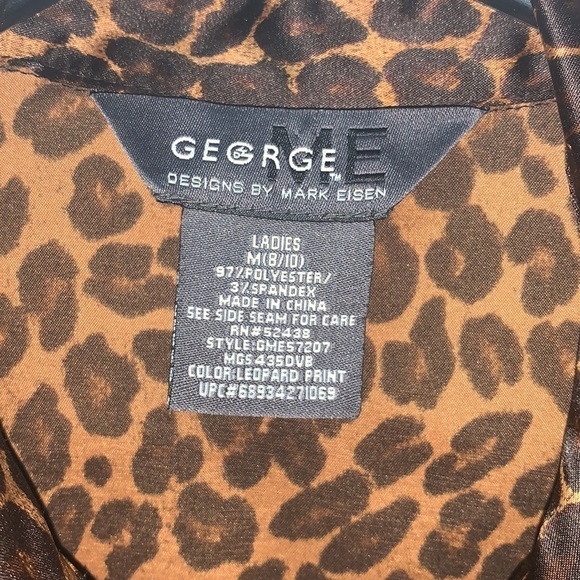 GEORGE ME™
DESIGNS BY MARK EISEN
LADIES
M(8/10)
97%POLYESTER/
3%SPANDEX
MADE IN CHINA
SEE SIDE SEAM FOR CARE
RN#52438
STYLE:GME57207
MGS435DVB
COLOR:LEOPARD PRINT
UPC#68934271069